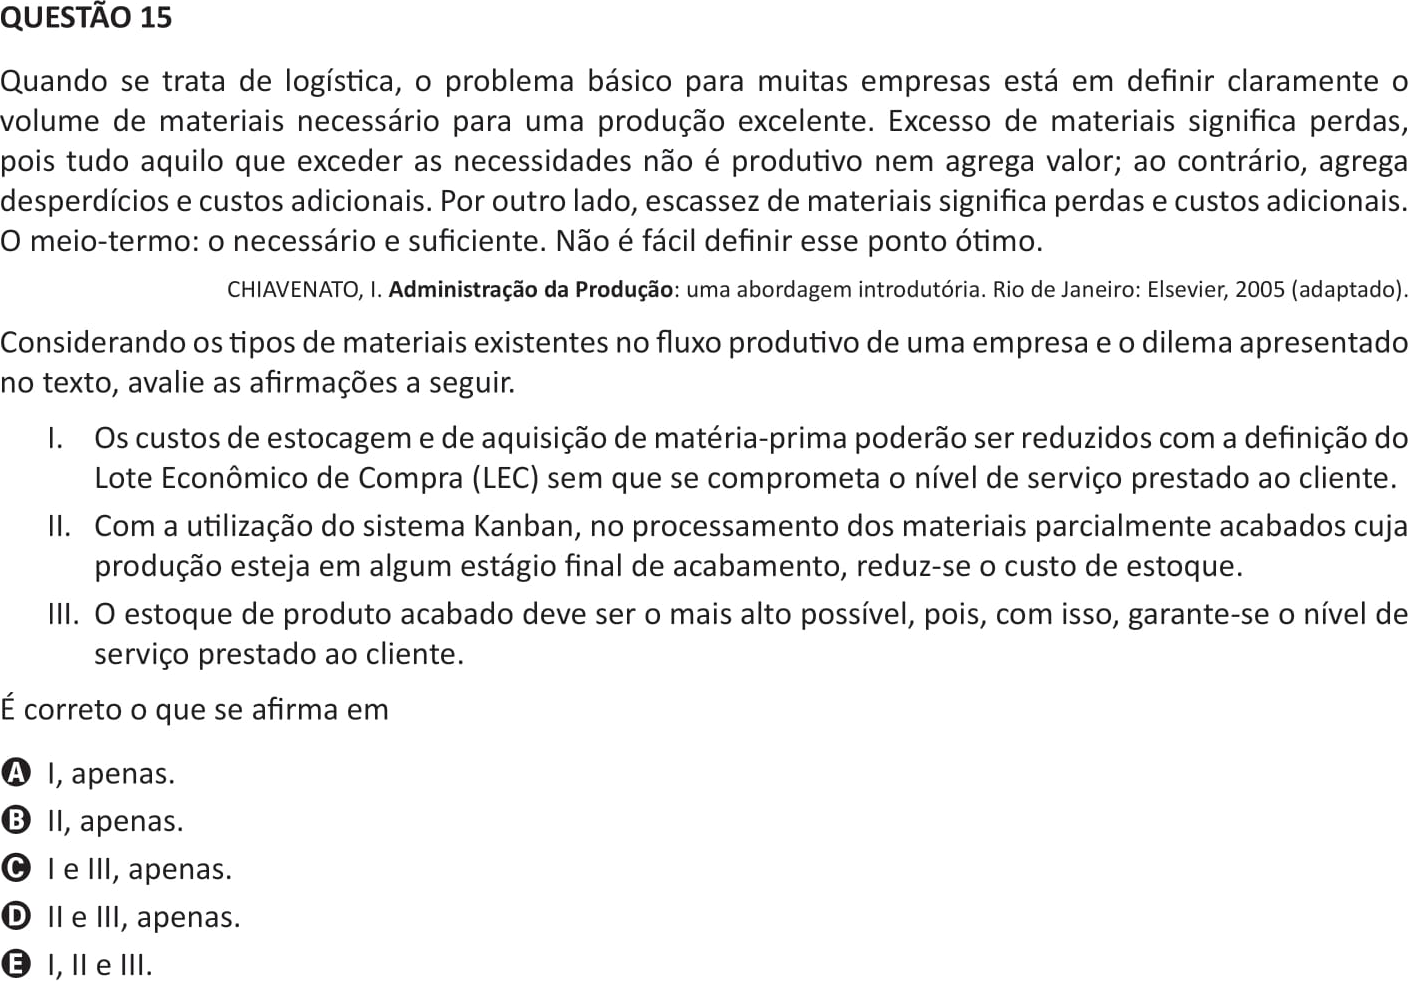 QUESTÃO 15
Quando se trata de logística, o problema básico para muitas empresas está em definir claramente o
volume de materiais necessário para uma produção excelente. Excesso de materiais significa perdas,
pois tudo aquilo que exceder as necessidades não é produtivo nem agrega valor; ao contrário, agrega
desperdícios e custos adicionais. Por outro lado, escassez de materiais significa perdas e custos adicionais.
O meio-termo: o necessário e suficiente. Não é fácil definir esse ponto ótimo.
CHIAVENATO, I. Administração da Produção: uma abordagem introdutória. Rio de Janeiro: Elsevier, 2005 (adaptado).
Considerando os tipos de materiais existentes no fluxo produtivo de uma empresa e o dilema apresentado
no texto, avalie as afirmações a seguir.
I. Os custos de estocagem e de aquisição de matéria-prima poderão ser reduzidos com a definição do
Lote Econômico de Compra (LEC) sem que se comprometa o nível de serviço prestado ao cliente.
II. Com a utilização do sistema Kanban, no processamento dos materiais parcialmente acabados cuja
produção esteja em algum estágio final de acabamento, reduz-se o custo de estoque.
III. O estoque de produto acabado deve ser o mais alto possível, pois, com isso, garante-se o nível de
serviço prestado ao cliente.
É correto o que se afirma em
A I, apenas.
B II, apenas.
C I e III, apenas.
D II e III, apenas.
E I, II e III.